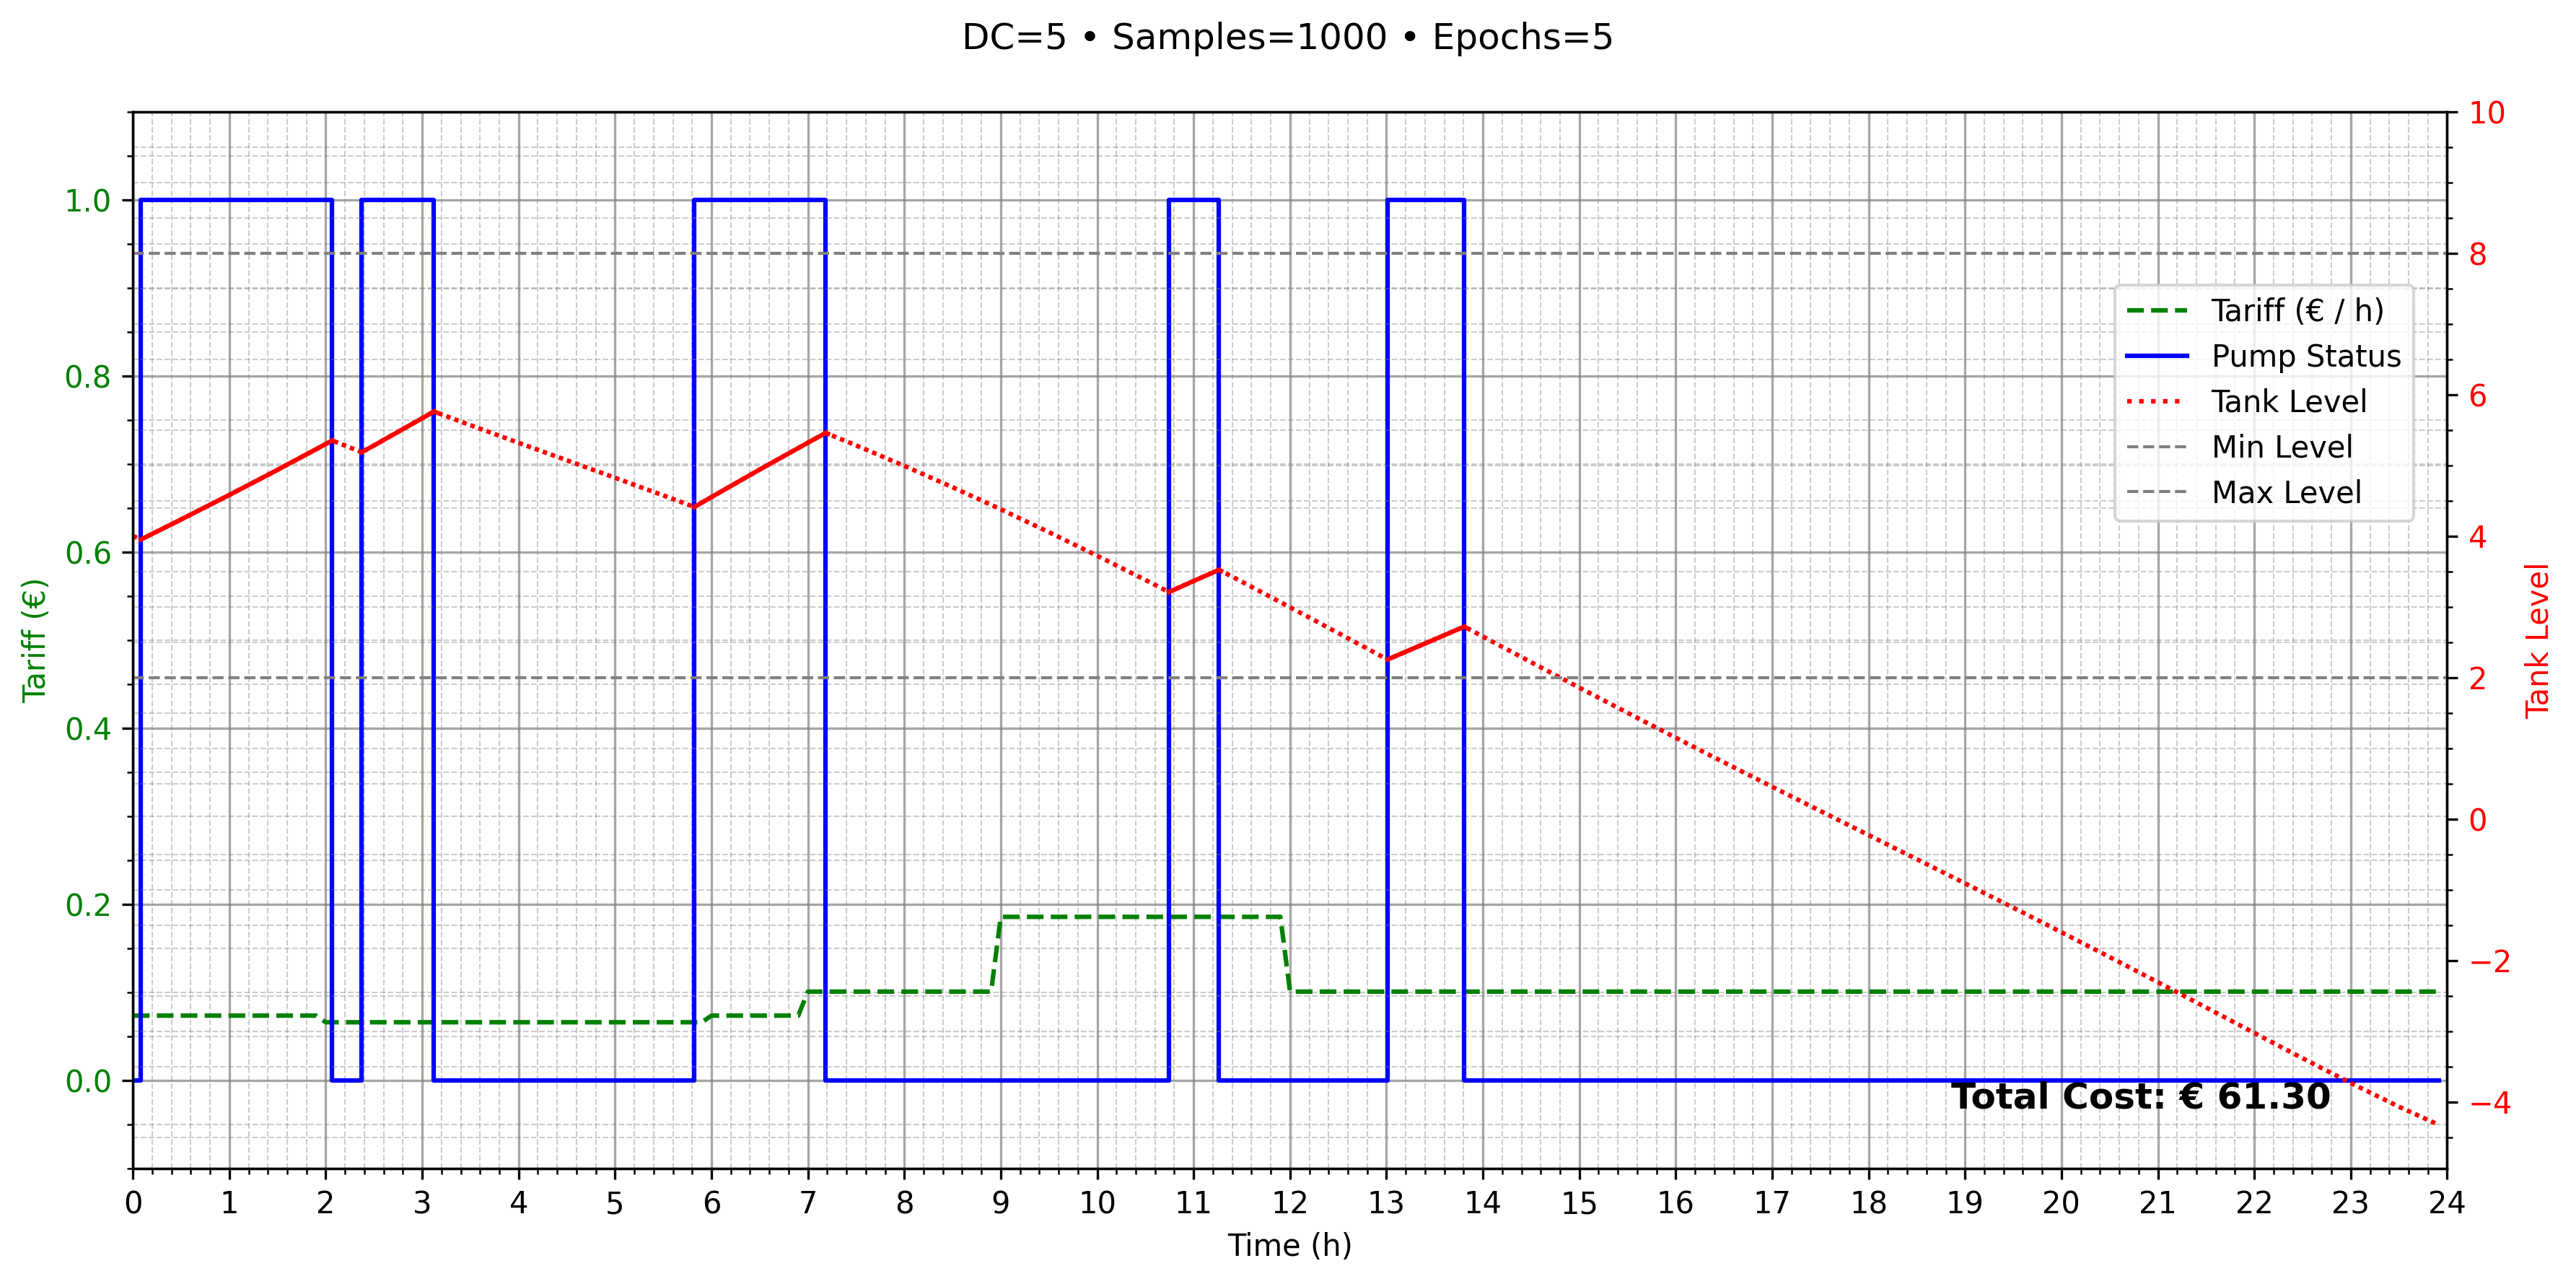 DC=5 • Samples=1000 • Epochs=5
1.0
0.8
0.6
0.4
0.2
0.0
Tariff (€)
10
8
6
4
2
0
−2
−4
Tank Level
Tariff (€ / h)
Pump Status
Tank Level
Min Level
Max Level
Total Cost: € 61.30
0 1 2 3 4 5 6 7 8 9 10 11 12 13 14 15 16 17 18 19 20 21 22 23 24
Time (h)